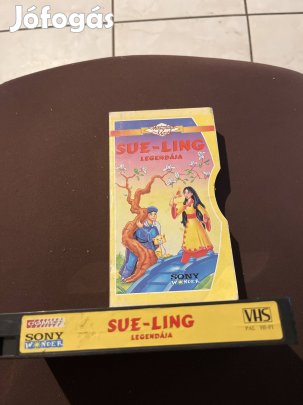 Jófogás
SUE-LING
LEGENDÁJA
SONY
WONDER
SONY
WONDER
SUE-LING
LEGENDÁJA
VHS
PAL